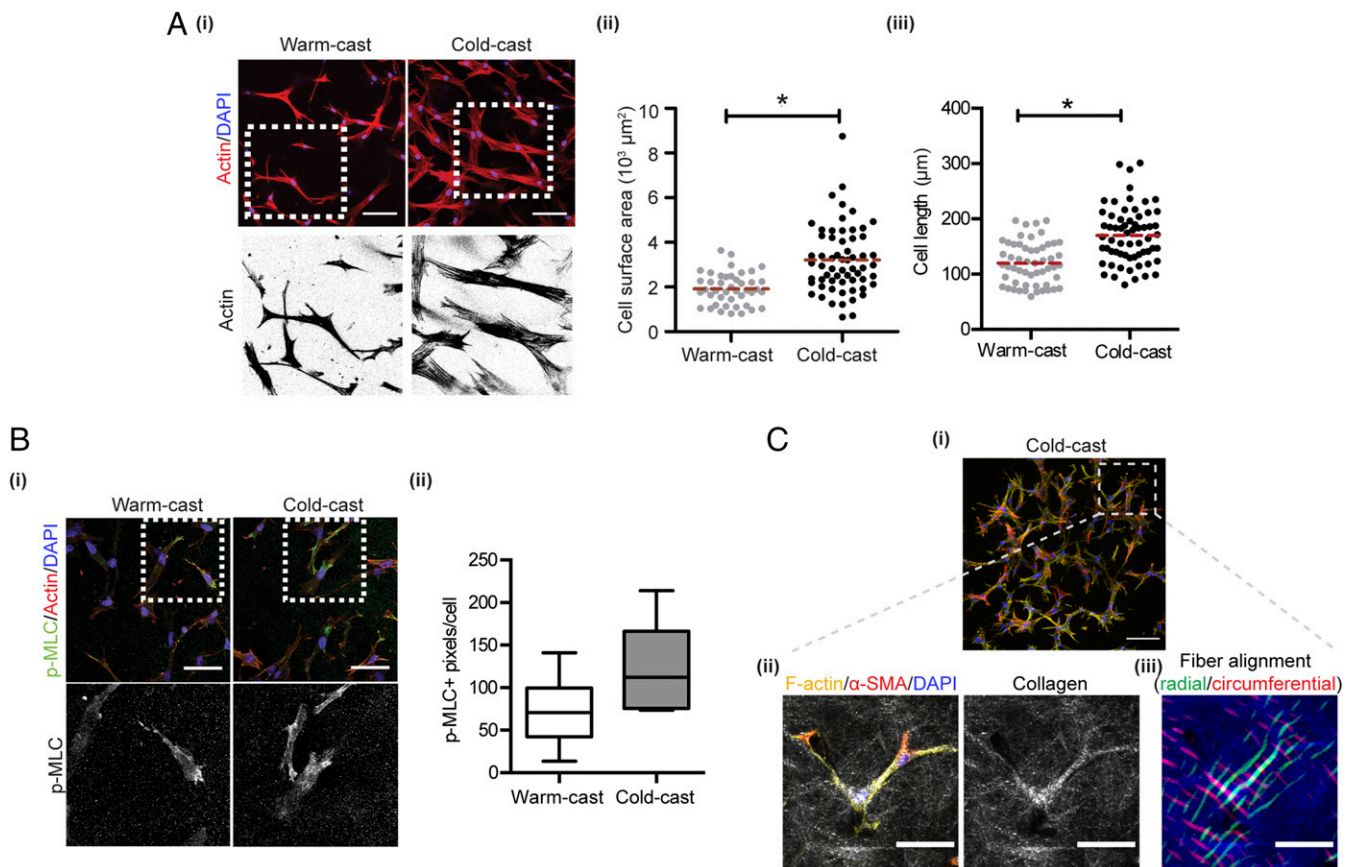 A
(i)
Warm-cast
Cold-cast
Actin/DAPI
Actin
(ii)
*
Cell surface area (10³ µm²)
10
8
6
4
2
0
Warm-cast
Cold-cast
(iii)
*
Cell length (µm)
400
300
200
100
0
Warm-cast
Cold-cast
B
(i)
Warm-cast
Cold-cast
p-MLC/Actin/DAPI
p-MLC
(ii)
p-MLC+ pixels/cell
250
200
150
100
50
0
Warm-cast
Cold-cast
C
(i)
Cold-cast
(ii)
F-actin/α-SMA/DAPI
Collagen
(iii)
Fiber alignment
(radial/circumferential)